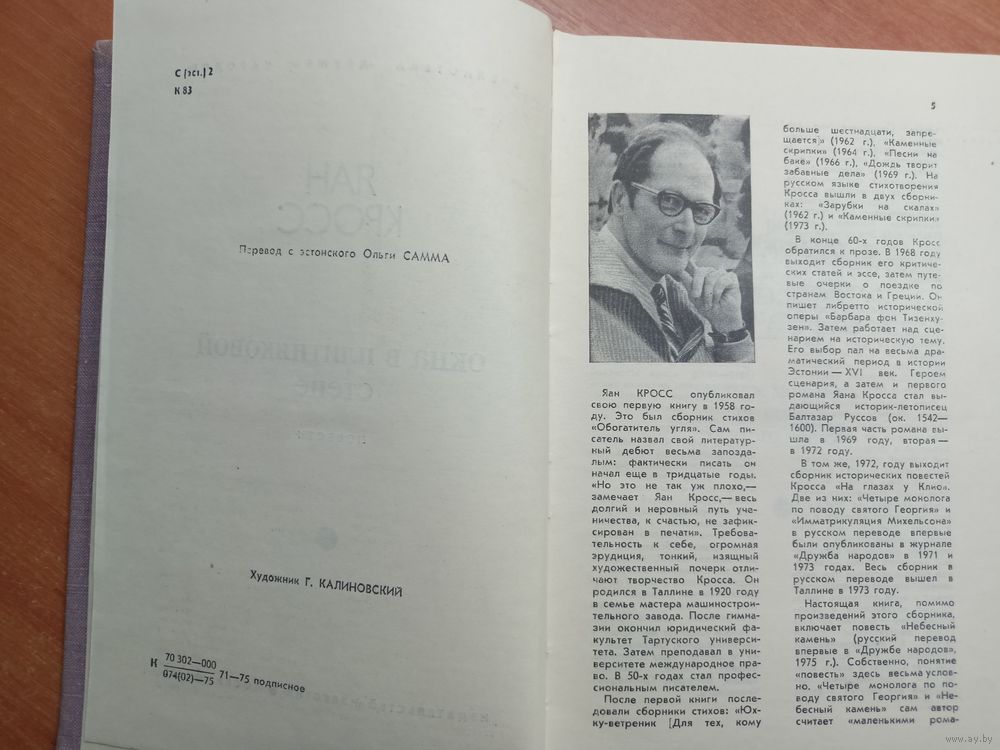 С (эст.) 2
К 83
Перевод с эстонского Ольги САММА
Художник Г. КАЛИНОВСКИЙ
К 70 302—000
074(02)—75 71—75 подписное
5
Яан КРОСС опубликовал
свою первую книгу в 1958 го-
ду. Это был сборник стихов
«Обогатитель угля». Сам пи-
сатель назвал свой литератур-
ный дебют весьма запозда-
лым: фактически писать он
начал еще в тридцатые годы.
«Но это не так уж плохо,—
замечает Яан Кросс,— весь
долгий и неровный путь уче-
ничества, к счастью, не зафик-
сирован в печати». Требова-
тельность к себе, огромная
эрудиция, тонкий, изящный
художественный почерк отли-
чают творчество Кросса. Он
родился в Таллине в 1920 году
в семье мастера машинострои-
тельного завода. После гимна-
зии окончил юридический фа-
культет Тартуского универси-
тета. Затем преподавал в уни-
верситете международное пра-
во. В 50-х годах стал профес-
сиональным писателем.
После первой книги после-
довали сборники стихов: «Юх-
ку-ветреник [Для тех, кому
больше шестнадцати, запре-
щается]» (1962 г.), «Каменные
скрипки» (1964 г.), «Песни на
баке» (1966 г.), «Дождь творит
забавные дела» (1969 г.). На
русском языке стихотворения
Кросса вышли в двух сборни-
ках: «Зарубки на скалах»
(1962 г.) и «Каменные скрипки»
(1973 г.).
В конце 60-х годов Кросс
обратился к прозе. В 1968 году
выходит сборник его критиче-
ских статей и эссе, затем путе-
вые очерки о поездке по
странам Востока и Греции. Он
пишет либретто исторической
оперы «Барбара фон Тизенху-
зен». Затем работает над сце-
нарием на историческую тему.
Его выбор пал на весьма дра-
матический период в истории
Эстонии — XVI век. Героем
сценария, а затем и первого
романа Яана Кросса стал вы-
дающийся историк-летописец
Балтазар Руссов (ок. 1542—
1600). Первая часть романа вы-
шла в 1969 году, вторая —
в 1972 году.
В том же, 1972, году выходит
сборник исторических повестей
Кросса «На глазах у Клио».
Две из них: «Четыре монолога
по поводу святого Георгия» и
«Имматрикуляция Михельсона»
в русском переводе впервые
были опубликованы в журнале
«Дружба народов» в 1971 и
1973 годах. Весь сборник в
русском переводе вышел в
Таллине в 1973 году.
Настоящая книга, помимо
произведений этого сборника,
включает повесть «Небесный
камень» (русский перевод
впервые в «Дружбе народов»,
1975 г.). Собственно, понятие
«повесть» здесь весьма услов-
но. «Четыре монолога по по-
воду святого Георгия» и «Не-
бесный камень» сам автор
считает «маленькими рома-
www.ay.by